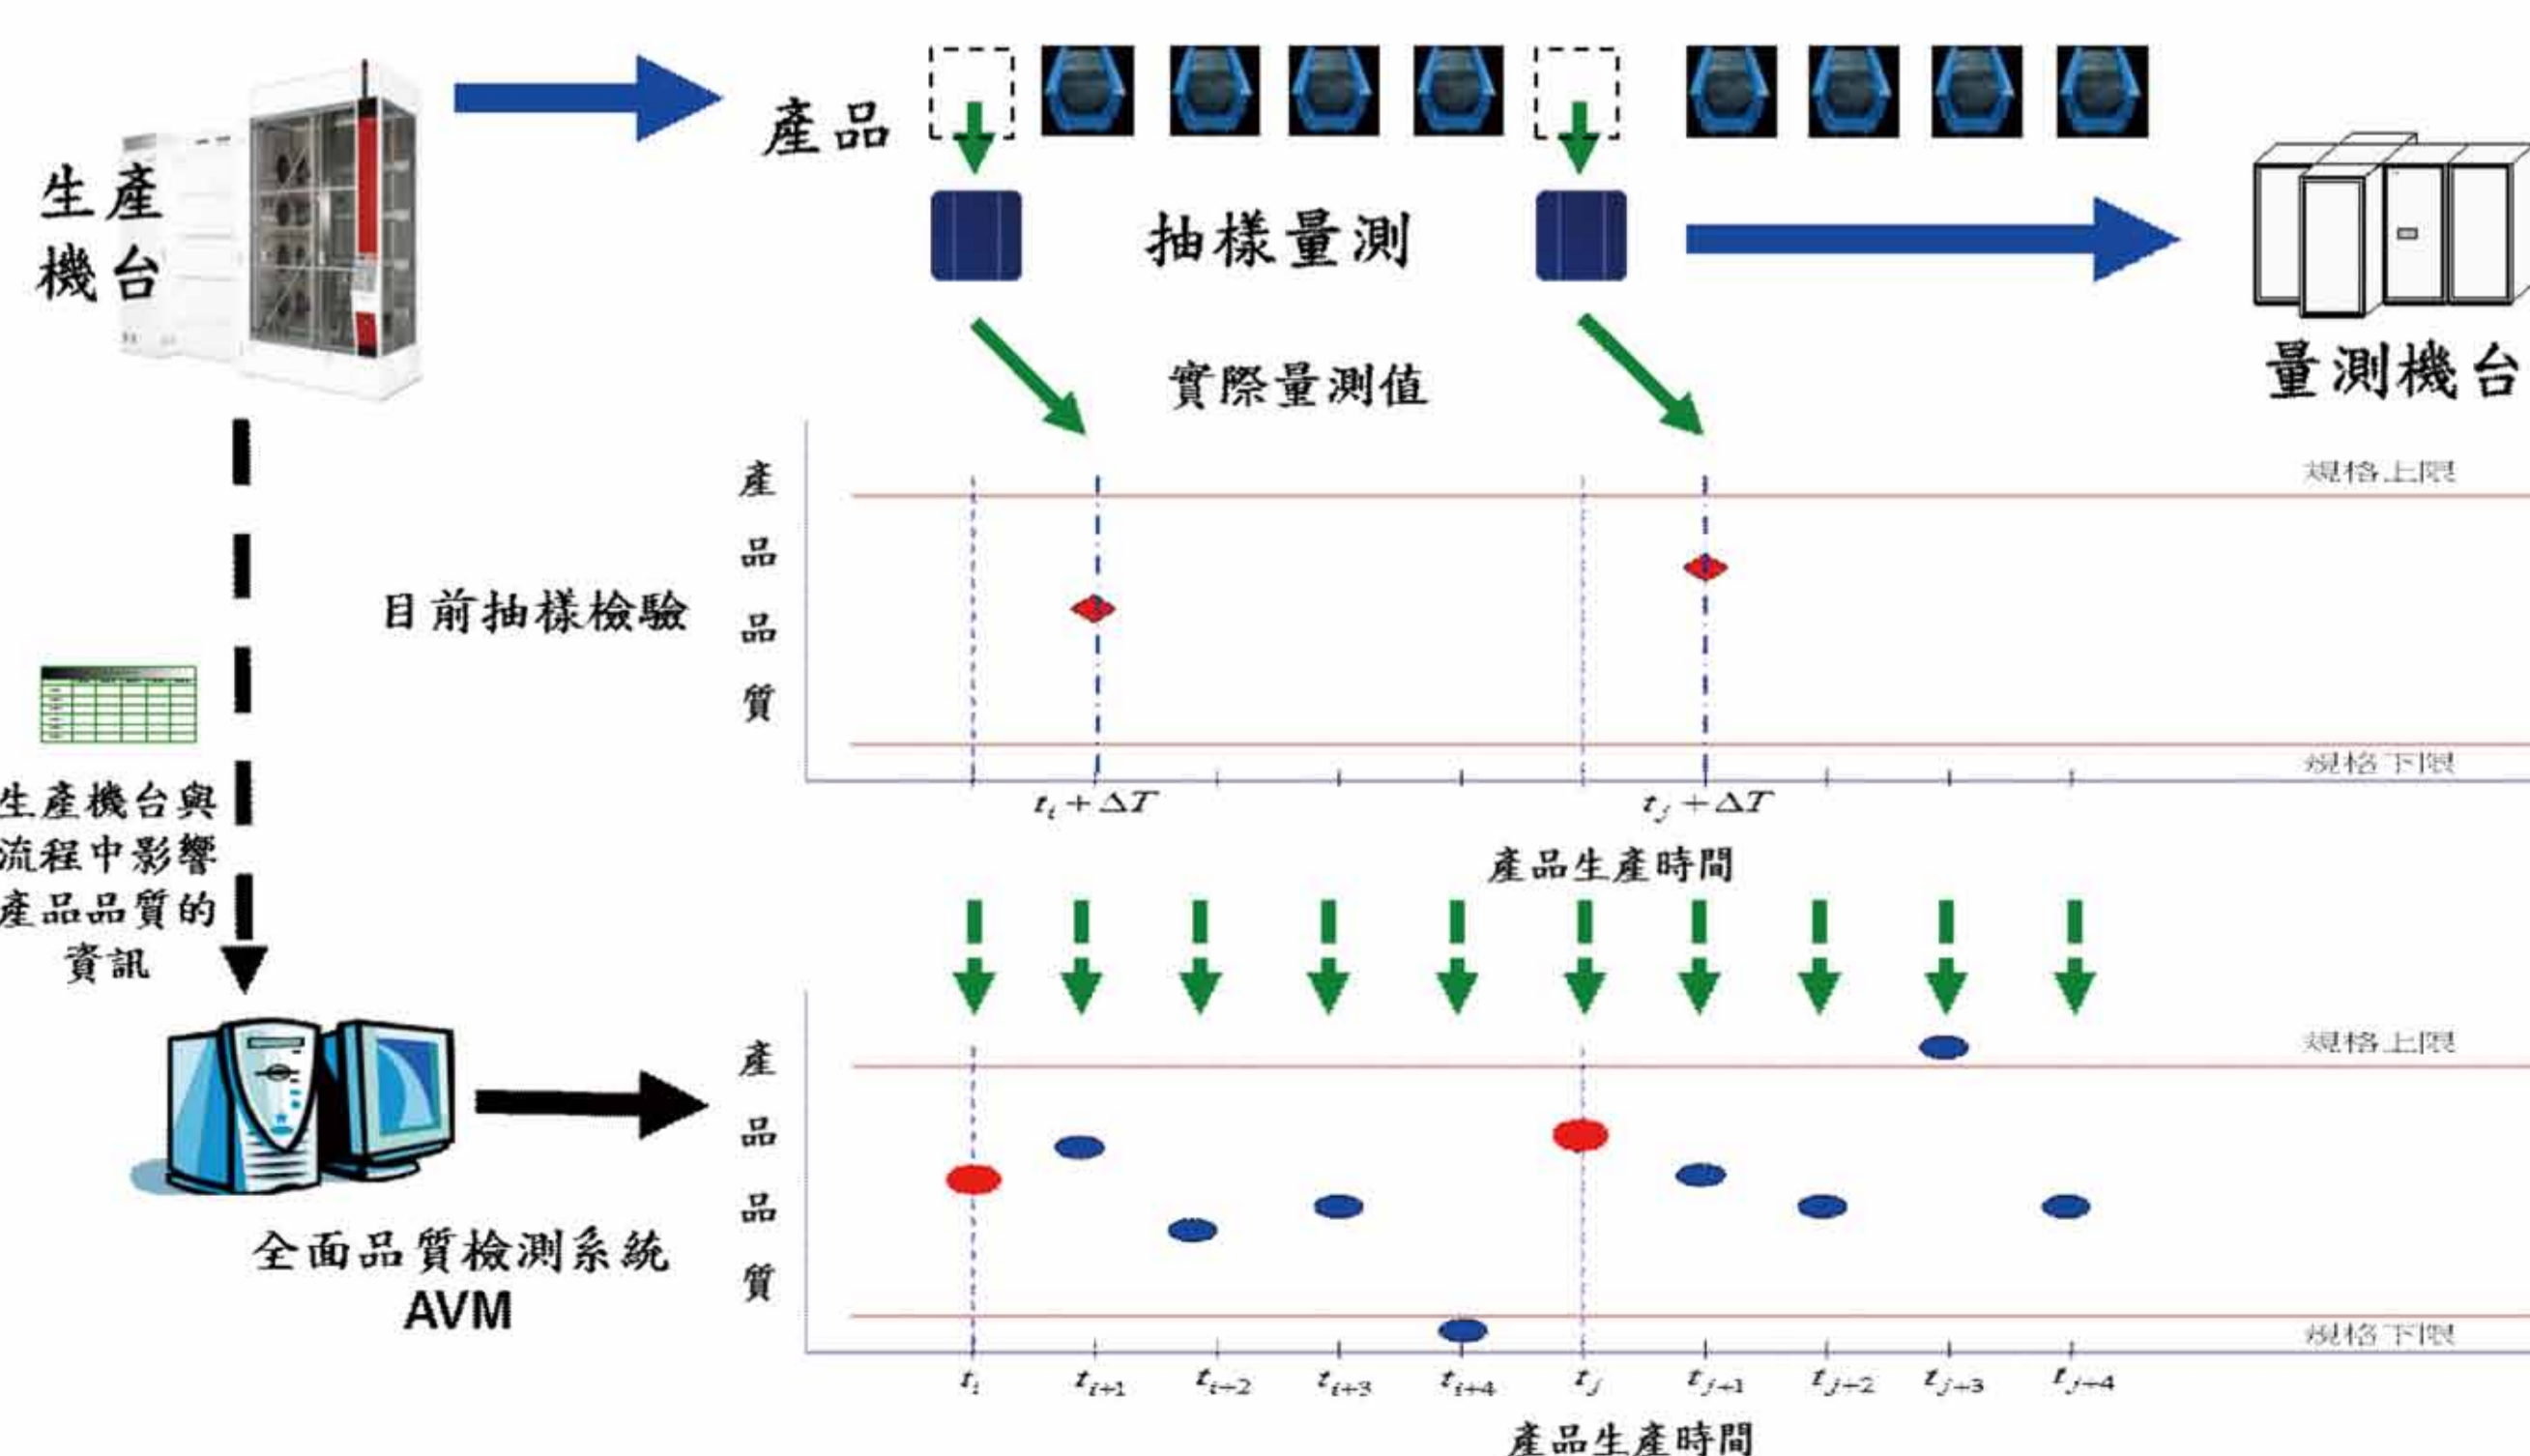 生產
機台
產品
抽樣量測
量測機台
實際量測值
目前抽樣檢驗
產
品
品
質
規格上限
規格下限
t_i + ΔT
t_j + ΔT
產品生產時間
生產機台與
流程中影響
產品品質的
資訊
全面品質檢測系統
AVM
產
品
品
質
規格上限
規格下限
t_i t_{i+1} t_{i+2} t_{i+3} t_{i+4} t_j t_{j+1} t_{j+2} t_{j+3} t_{j+4}
產品生產時間